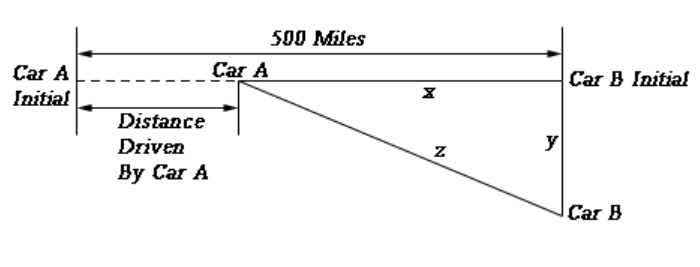 500 Miles
Car A
Initial
Car A
Car B Initial
x
Distance
Driven
By Car A
y
z
Car B